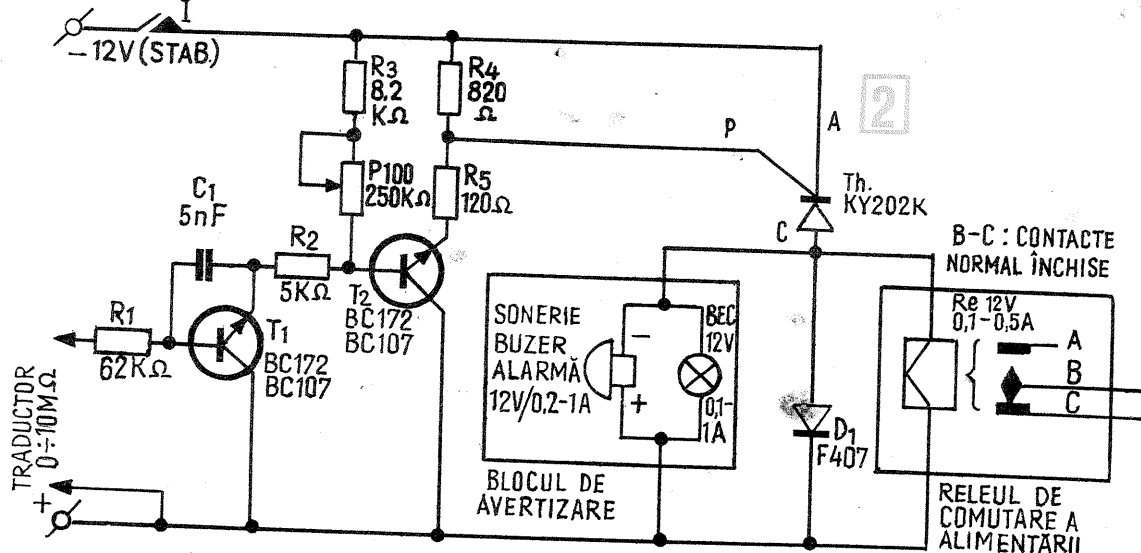 I
– 12V (STAB.)
R3
8,2
KΩ
R4
820
Ω
2
P
A
P100
250KΩ
R5
120Ω
Th.
KY202K
C1
5nF
R2
5KΩ
C
B-C : CONTACTE
NORMAL ÎNCHISE
T2
BC172
BC107
R1
62KΩ
T1
BC172
BC107
SONERIE
BUZER
ALARMĂ
12V/0,2-1A
–
+
BEC
12V
0,1-
1A
Re 12V
0,1-0,5A
A
B
C
D1
F407
TRADUCTOR
0÷10MΩ
+
BLOCUL DE
AVERTIZARE
RELEUL DE
COMUTARE A
ALIMENTĂRII